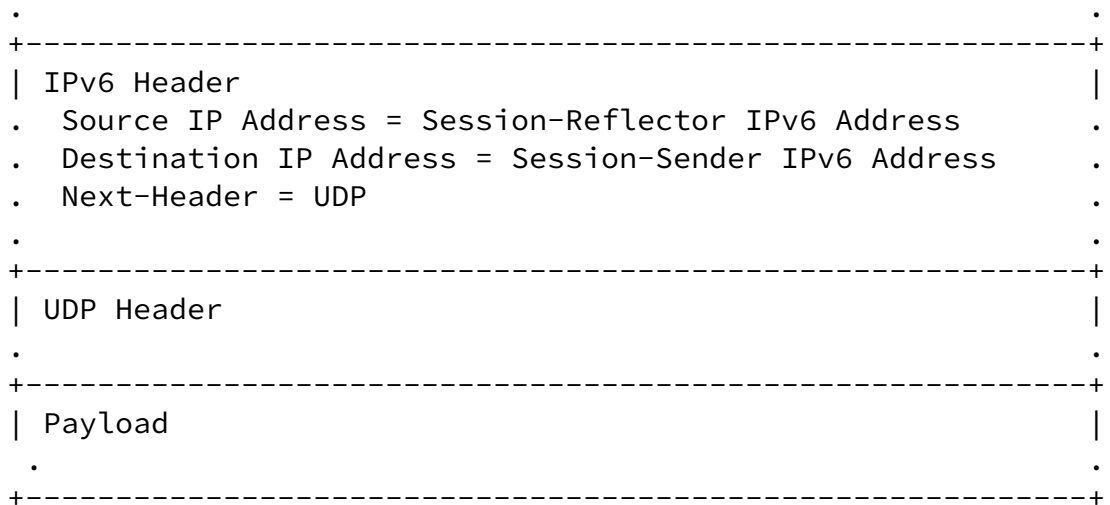 .                                                           .
+-----------------------------------------------------------+
| IPv6 Header                                               |
.  Source IP Address = Session-Reflector IPv6 Address       .
.  Destination IP Address = Session-Sender IPv6 Address     .
.  Next-Header = UDP                                        .
.                                                           .
+-----------------------------------------------------------+
| UDP Header                                                |
.                                                           .
+-----------------------------------------------------------+
| Payload                                                   |
 .                                                          .
+-----------------------------------------------------------+